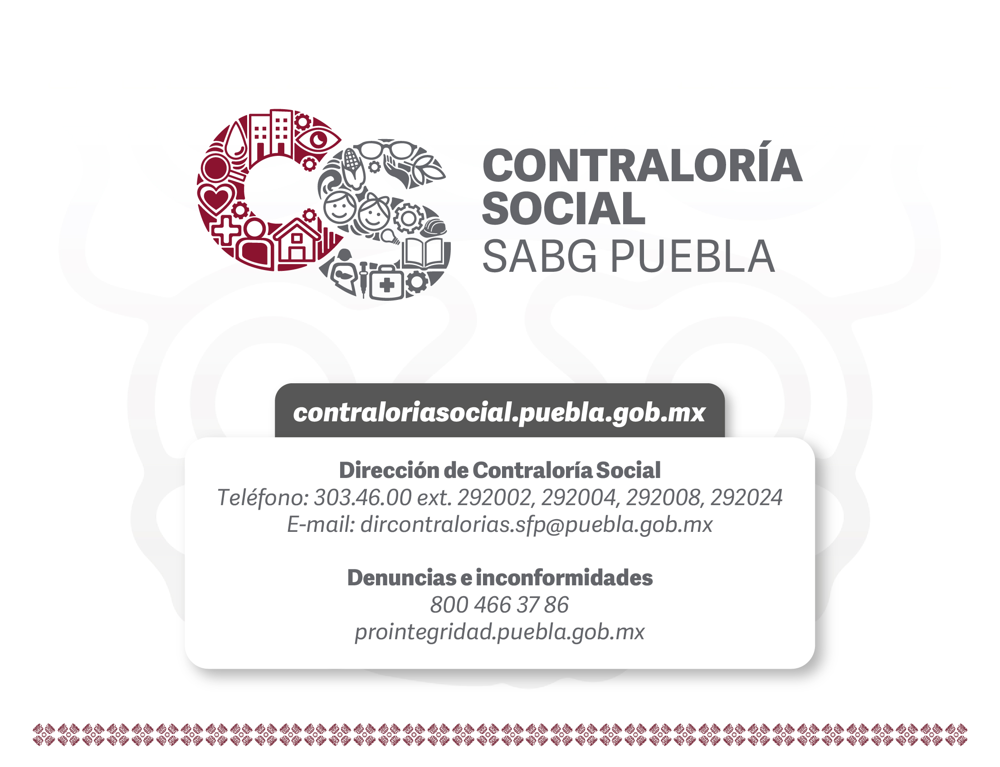 CONTRALORÍA
SOCIAL
SABG PUEBLA
contraloriasocial.puebla.gob.mx
Dirección de Contraloría Social
Teléfono: 303.46.00 ext. 292002, 292004, 292008, 292024
E-mail: dircontralorias.sfp@puebla.gob.mx
Denuncias e inconformidades
800 466 37 86
prointegridad.puebla.gob.mx